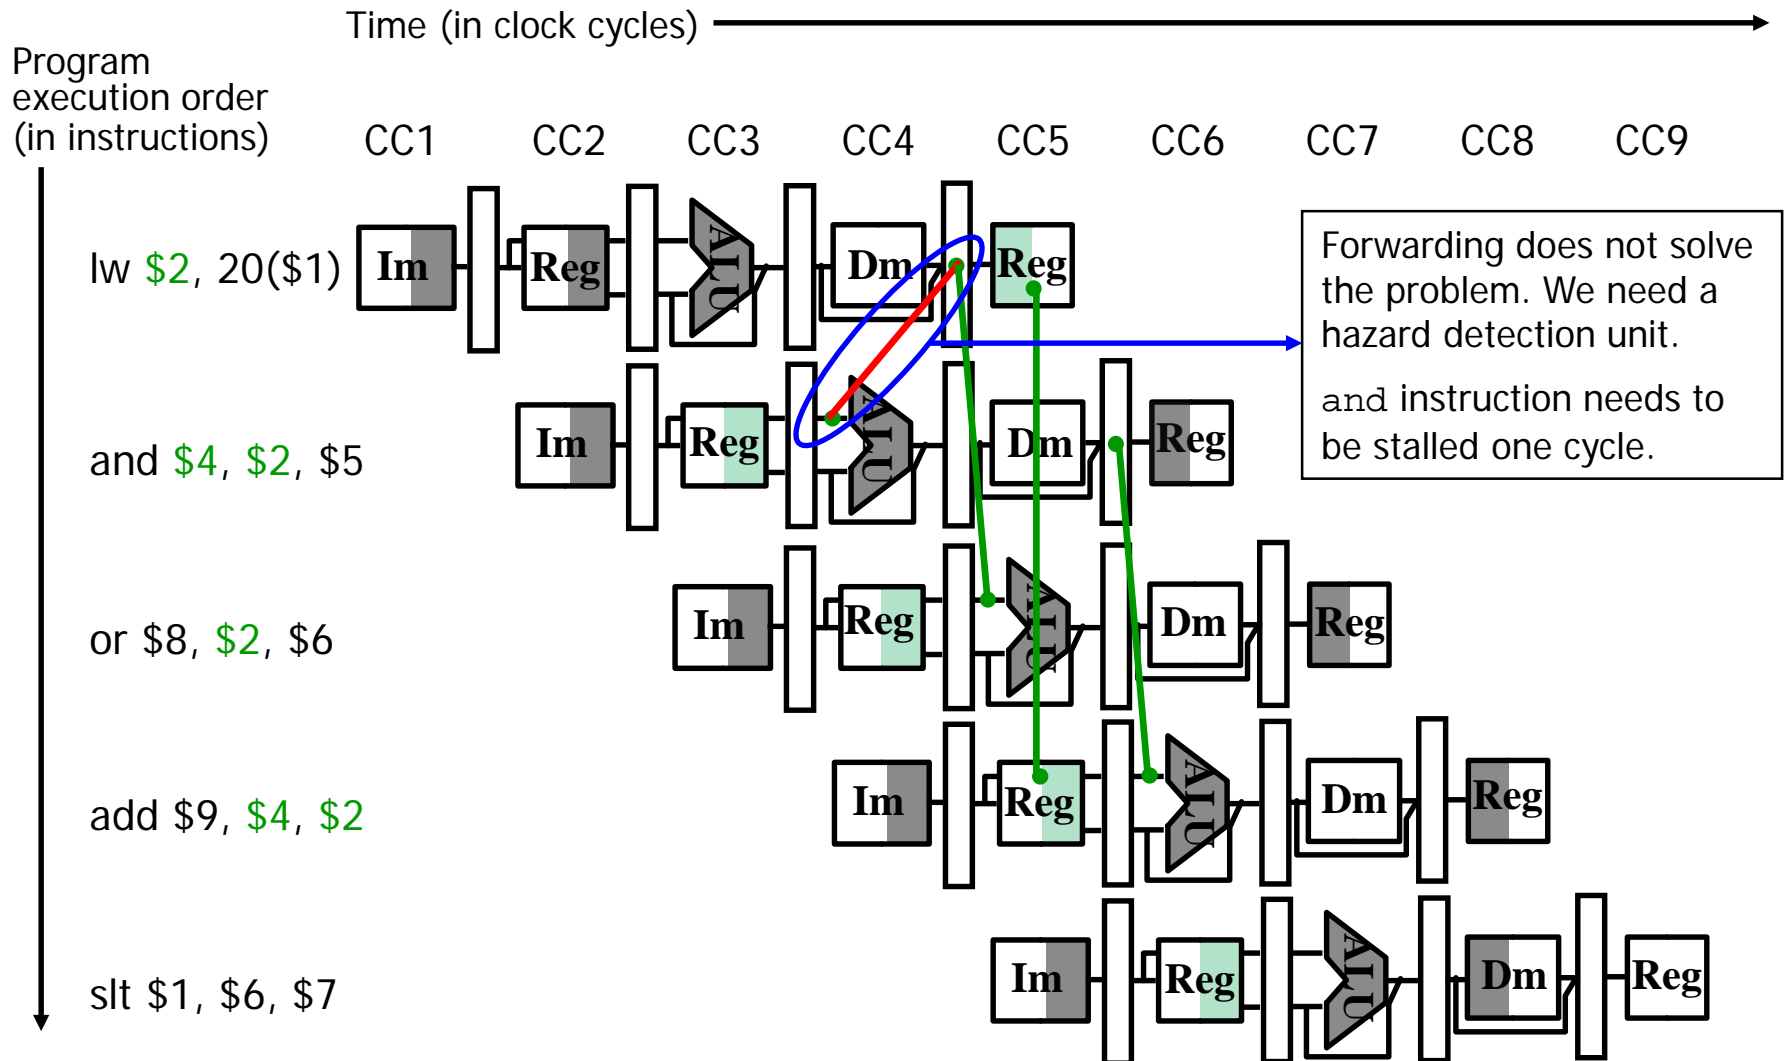 Time (in clock cycles)
Program
execution order
(in instructions)
CC1 CC2 CC3 CC4 CC5 CC6 CC7 CC8 CC9
lw $2, 20($1)
Im Reg ALU Dm Reg
Forwarding does not solve
the problem. We need a
hazard detection unit.
and instruction needs to
be stalled one cycle.
and $4, $2, $5
Im Reg ALU Dm Reg
or $8, $2, $6
Im Reg ALU Dm Reg
add $9, $4, $2
Im Reg ALU Dm Reg
slt $1, $6, $7
Im Reg ALU Dm Reg